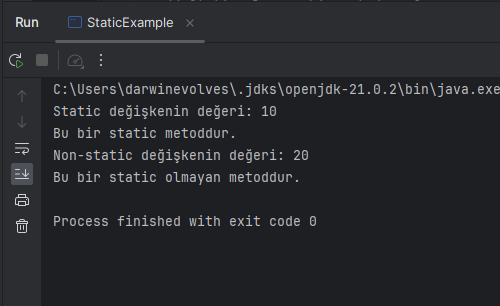 Run
StaticExample
C:\Users\darwinevolves\.jdks\openjdk-21.0.2\bin\java.exe
Static değişkenin değeri: 10
Bu bir static metoddur.
Non-static değişkenin değeri: 20
Bu bir static olmayan metoddur.
Process finished with exit code 0